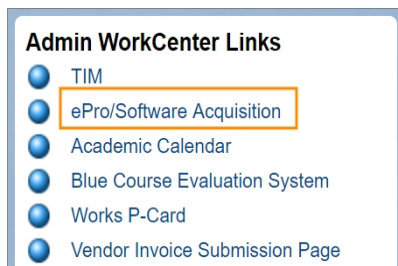 Admin WorkCenter Links
TIM
ePro/Software Acquisition
Academic Calendar
Blue Course Evaluation System
Works P-Card
Vendor Invoice Submission Page